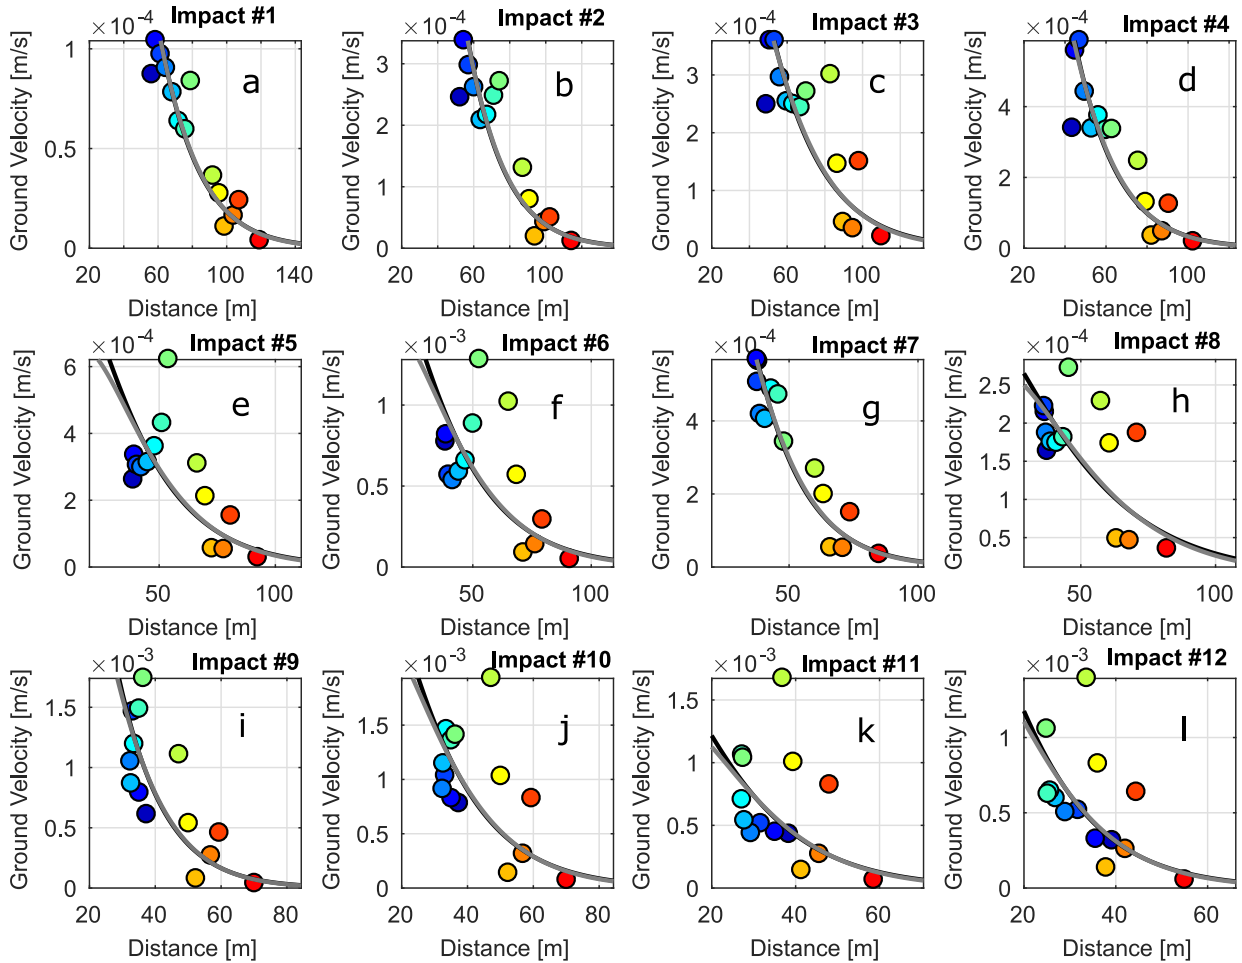 ×10⁻⁴ Impact #1
Ground Velocity [m/s]
1
0.5
0
a
20 60 100 140
Distance [m]
×10⁻⁴ Impact #2
Ground Velocity [m/s]
3
2
1
0
b
20 60 100
Distance [m]
×10⁻⁴ Impact #3
Ground Velocity [m/s]
3
2
1
0
c
20 60 100
Distance [m]
×10⁻⁴ Impact #4
Ground Velocity [m/s]
4
2
0
d
20 60 100
Distance [m]
×10⁻⁴ Impact #5
Ground Velocity [m/s]
6
4
2
0
e
50 100
Distance [m]
×10⁻³ Impact #6
Ground Velocity [m/s]
1
0.5
0
f
50 100
Distance [m]
×10⁻⁴ Impact #7
Ground Velocity [m/s]
4
2
0
g
50 100
Distance [m]
×10⁻⁴ Impact #8
Ground Velocity [m/s]
2.5
2
1.5
1
0.5
h
50 100
Distance [m]
×10⁻³ Impact #9
Ground Velocity [m/s]
1.5
1
0.5
0
i
20 40 60 80
Distance [m]
×10⁻³ Impact #10
Ground Velocity [m/s]
1.5
1
0.5
0
j
20 40 60 80
Distance [m]
×10⁻³ Impact #11
Ground Velocity [m/s]
1.5
1
0.5
0
k
20 40 60
Distance [m]
×10⁻³ Impact #12
Ground Velocity [m/s]
1
0.5
0
l
20 40 60
Distance [m]